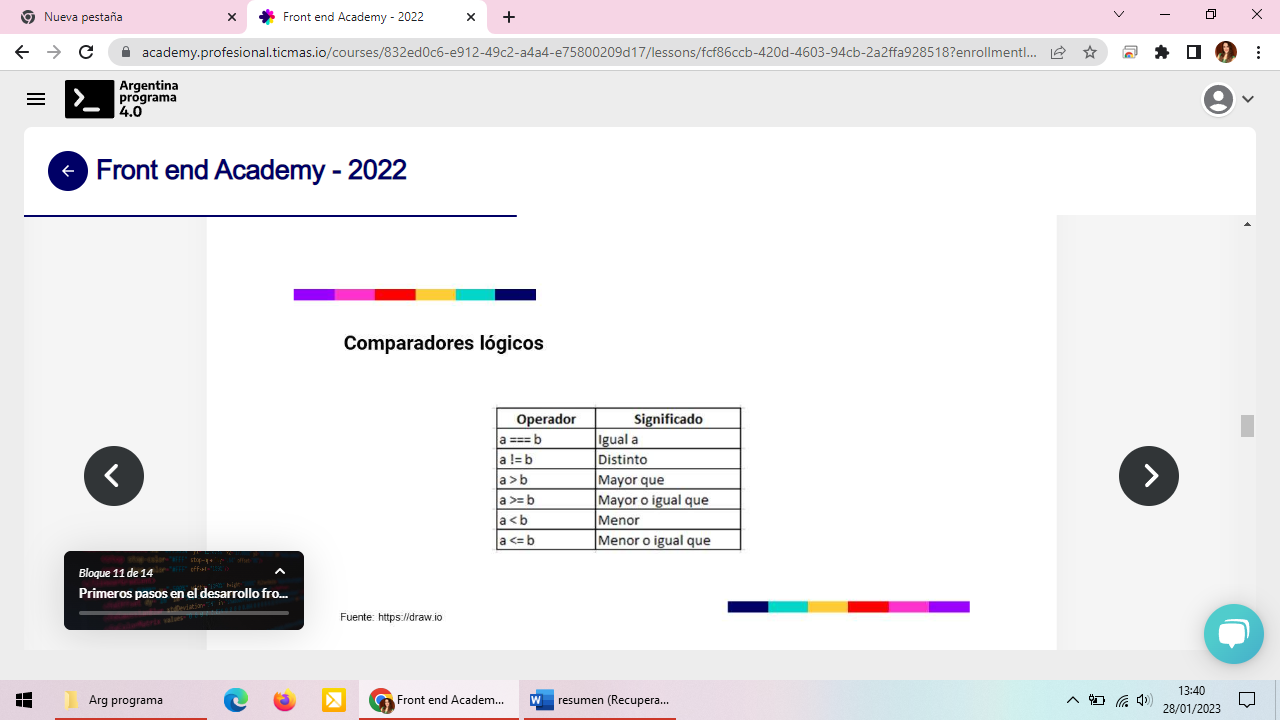 Nueva pestaña
Front end Academy - 2022
academy.profesional.ticmas.io/courses/832ed0c6-e912-49c2-a4a4-e75800209d17/lessons/fcf66ccb-420d-4603-94cb-2a2ffa928518?enrollmentI...
Argentina
programa
4.0
Front end Academy - 2022
Comparadores lógicos
Operador Significado
a === b Igual a
a != b Distinto
a > b Mayor que
a >= b Mayor o igual que
a < b Menor
a <= b Menor o igual que
Bloque 11 de 14
Primeros pasos en el desarrollo fro...
Fuente: https://draw.io
Arg programa
Front end Academ...
resumen (Recupera...
13:40
28/01/2023